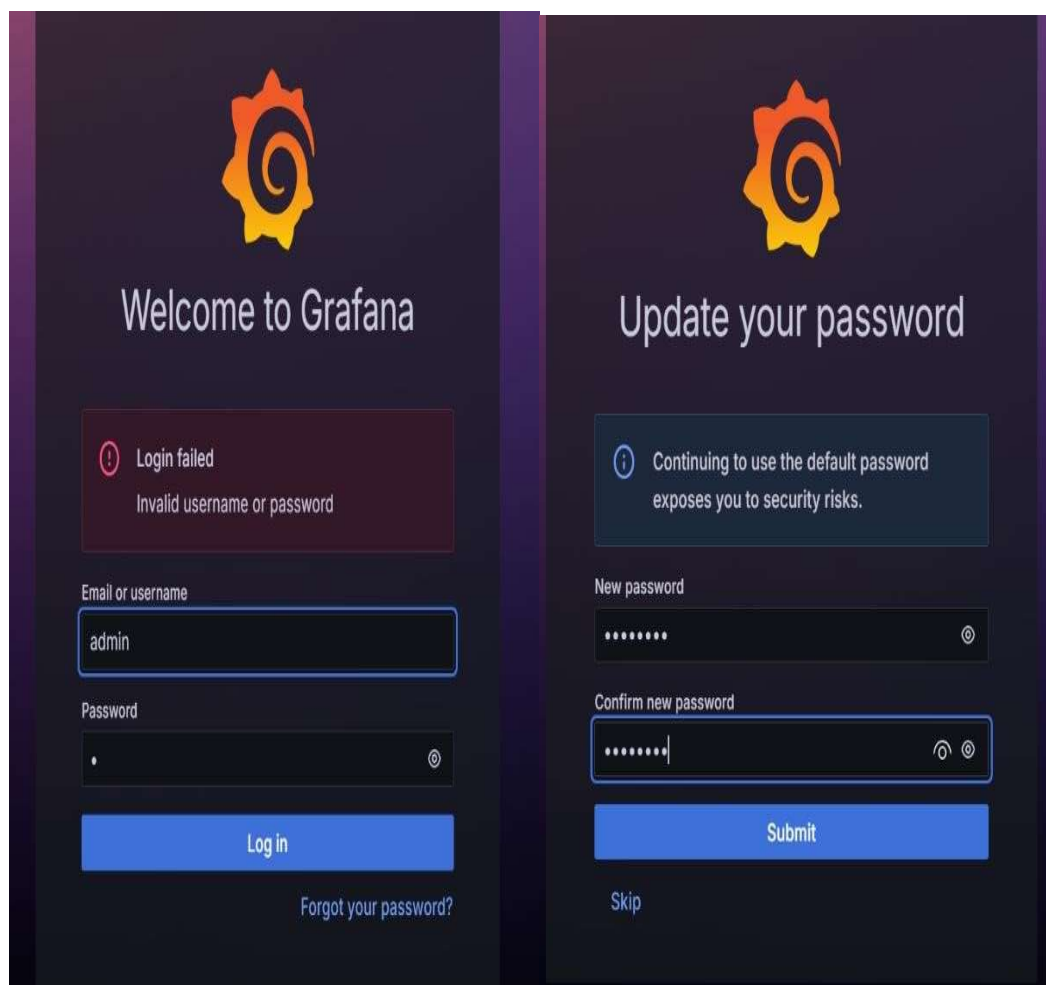 Welcome to Grafana
Login failed
Invalid username or password
Email or username
admin
Password
•
Log in
Forgot your password?
Update your password
Continuing to use the default password
exposes you to security risks.
New password
••••••••
Confirm new password
••••••••
Submit
Skip